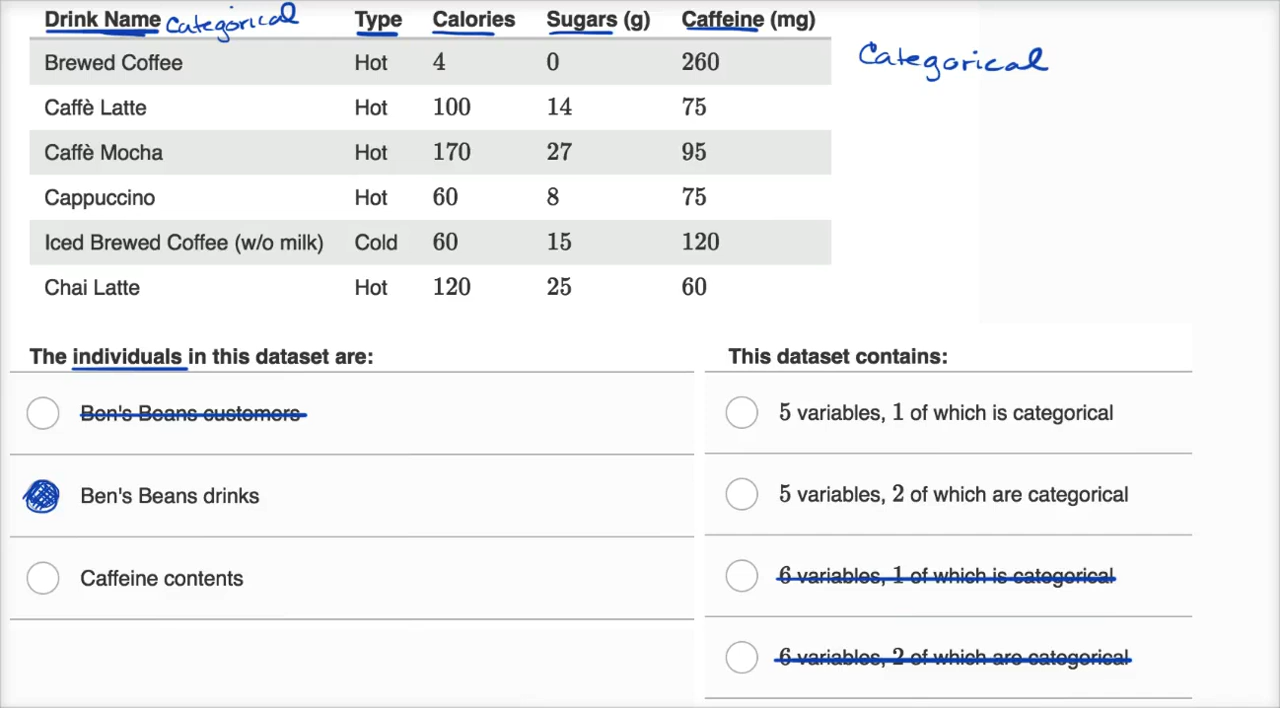 Drink Name Categorical Type Calories Sugars (g) Caffeine (mg)
Brewed Coffee Hot 4 0 260 Categorical
Caffè Latte Hot 100 14 75
Caffè Mocha Hot 170 27 95
Cappuccino Hot 60 8 75
Iced Brewed Coffee (w/o milk) Cold 60 15 120
Chai Latte Hot 120 25 60
The individuals in this dataset are:
Ben's Beans customers
Ben's Beans drinks
Caffeine contents
This dataset contains:
5 variables, 1 of which is categorical
5 variables, 2 of which are categorical
6 variables, 1 of which is categorical
6 variables, 2 of which are categorical